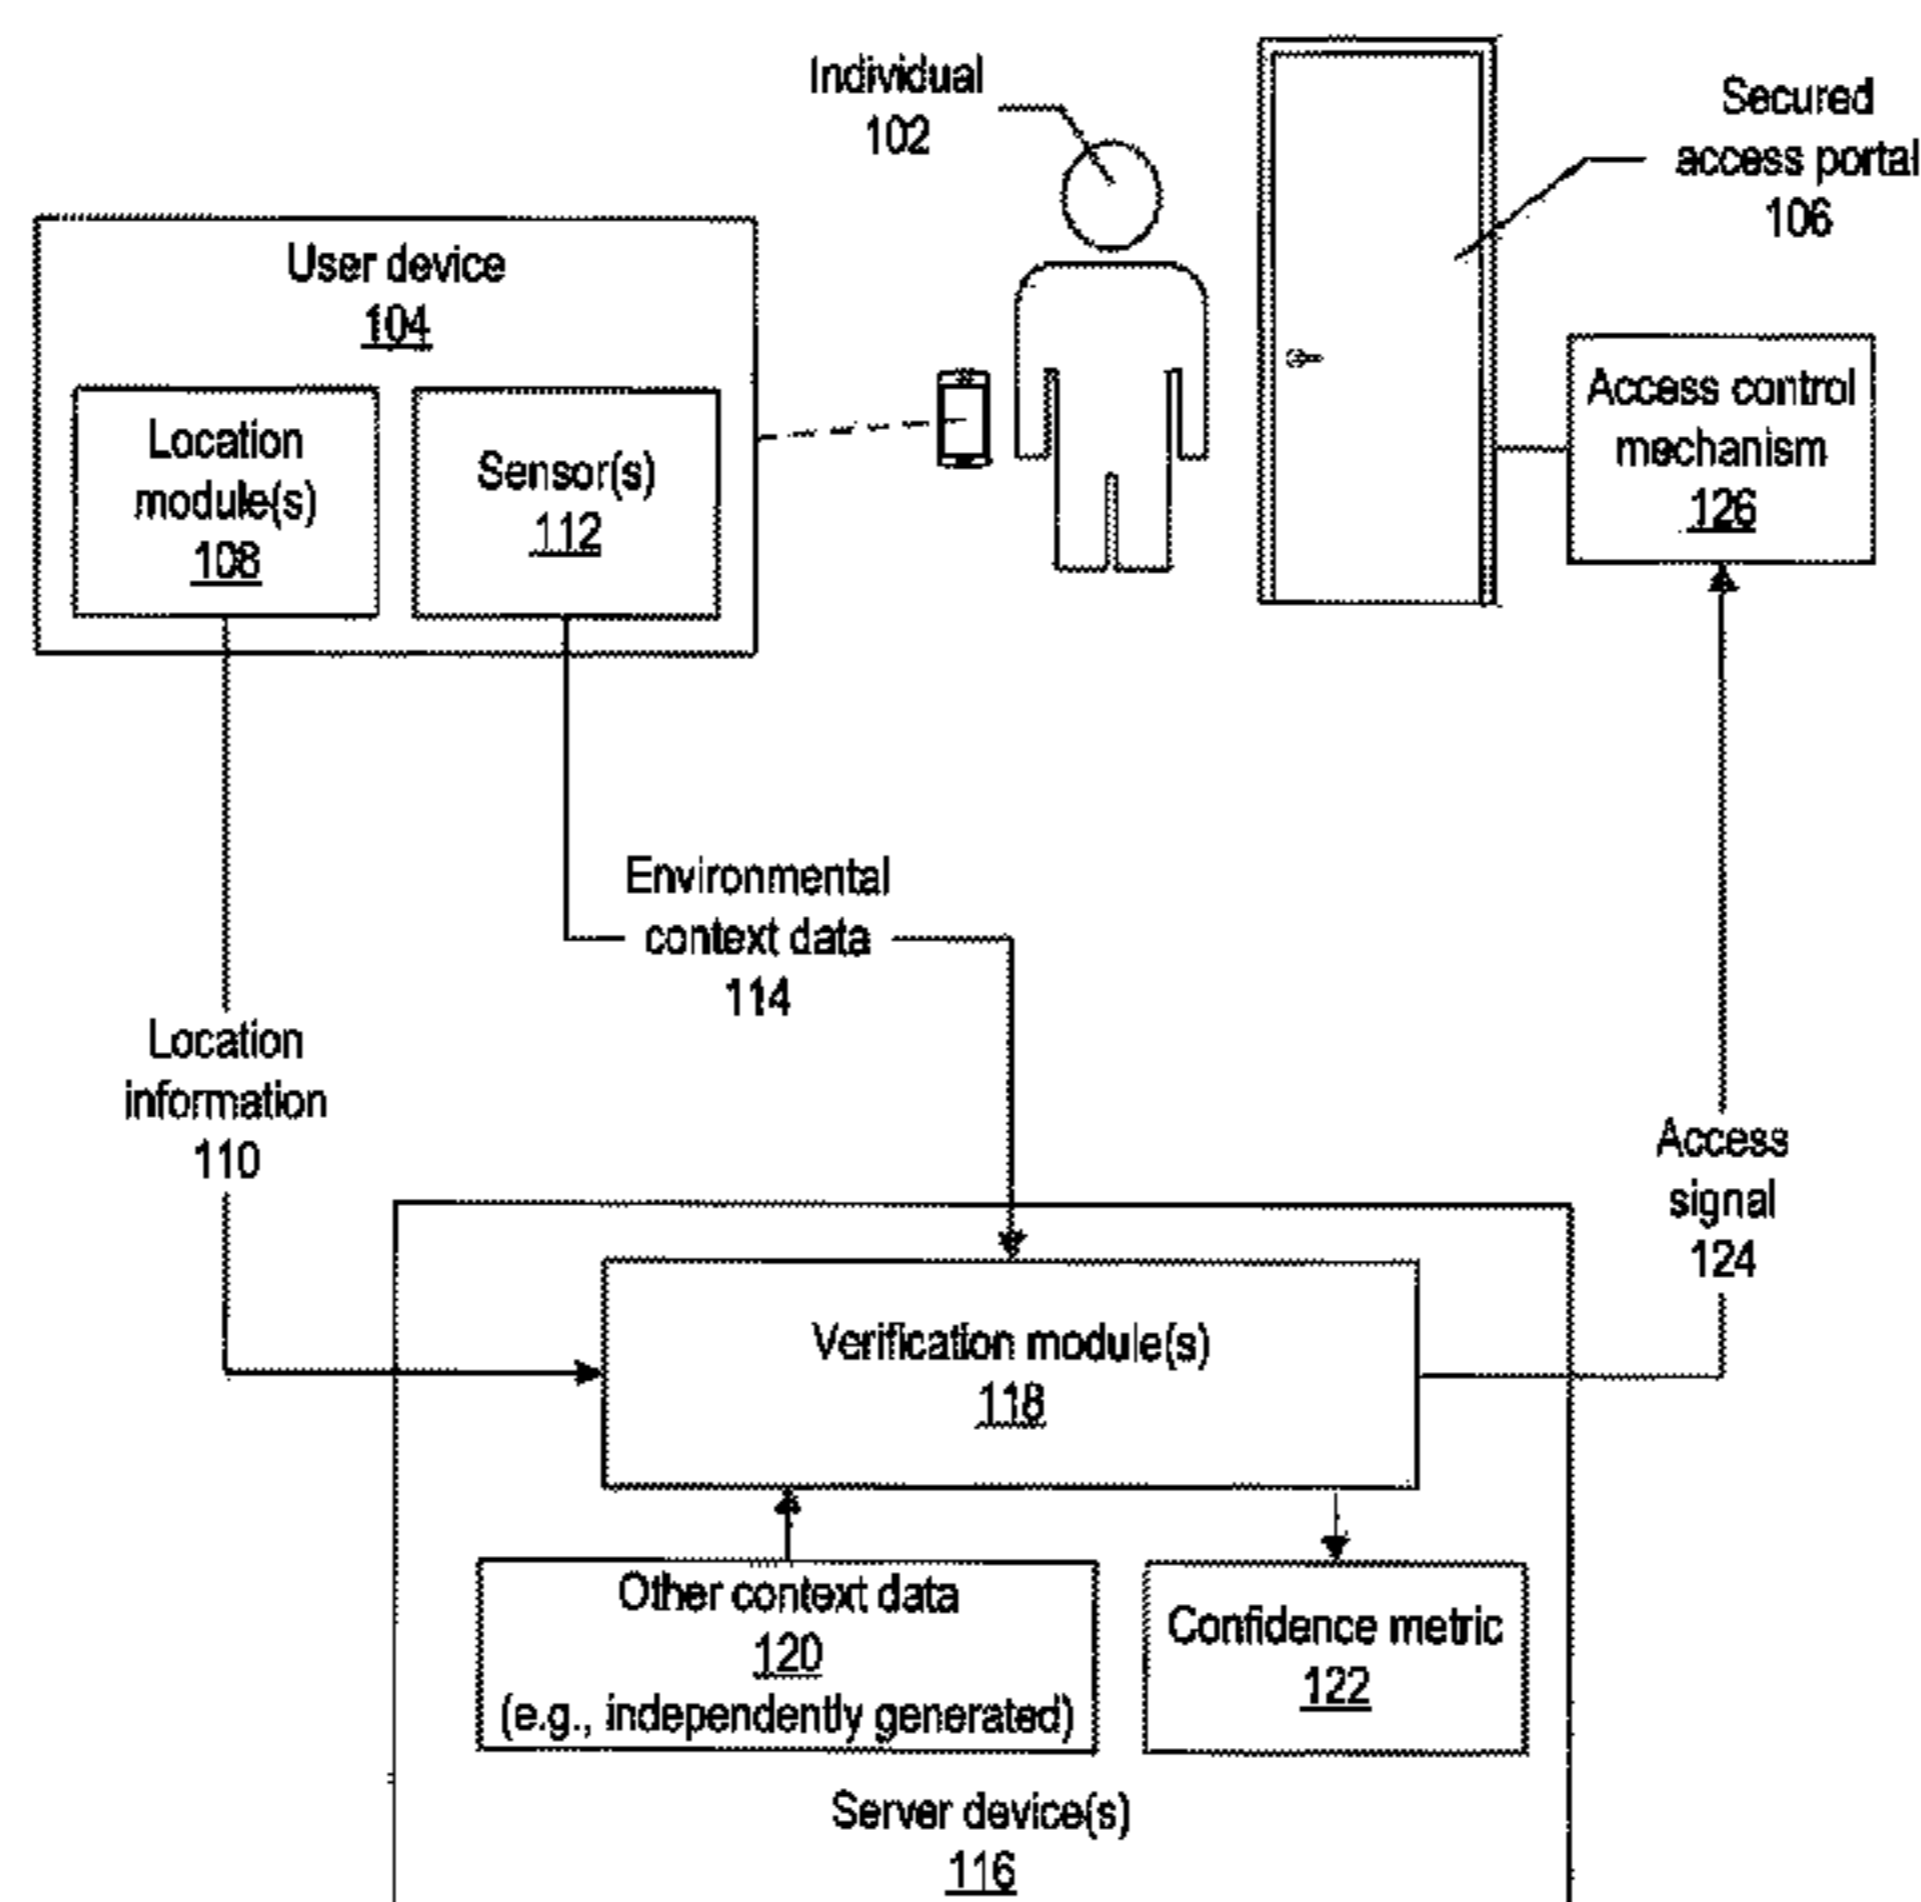 Individual
102
Secured
access portal
106
User device
104
Location
module(s)
108
Sensor(s)
112
Access control
mechanism
126
Environmental
context data
114
Location
information
110
Access
signal
124
Verification module(s)
118
Other context data
120
(e.g., independently generated)
Confidence metric
122
Server device(s)
116